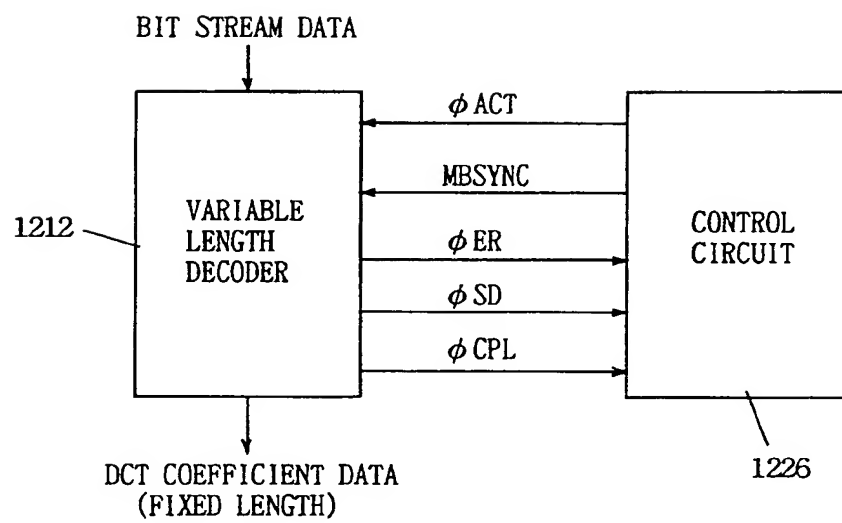 BIT STREAM DATA
φ ACT
MBSYNC
1212
VARIABLE
LENGTH
DECODER
φ ER
CONTROL
CIRCUIT
φ SD
φ CPL
DCT COEFFICIENT DATA
(FIXED LENGTH)
1226